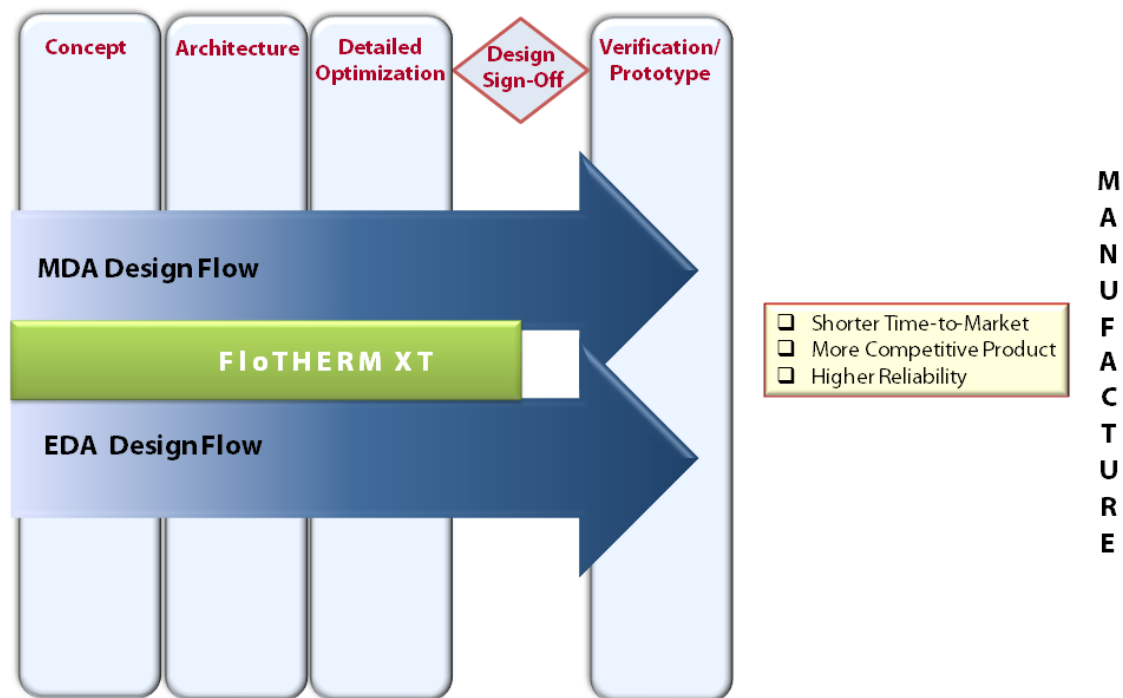 Concept
Architecture
Detailed
Optimization
Design
Sign-Off
Verification/
Prototype
MDA Design Flow
FloTHERM XT
EDA Design Flow
Shorter Time-to-Market
More Competitive Product
Higher Reliability
MANUFACTURE